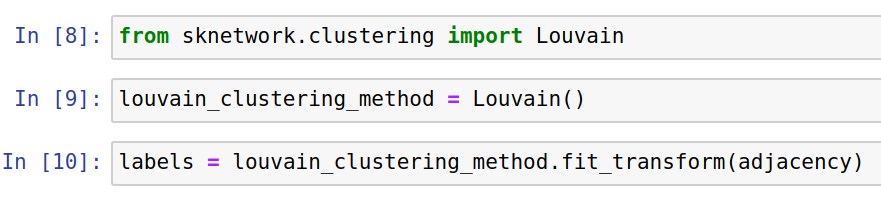 In [8]: from sknetwork.clustering import Louvain
In [9]: louvain_clustering_method = Louvain()
In [10]: labels = louvain_clustering_method.fit_transform(adjacency)